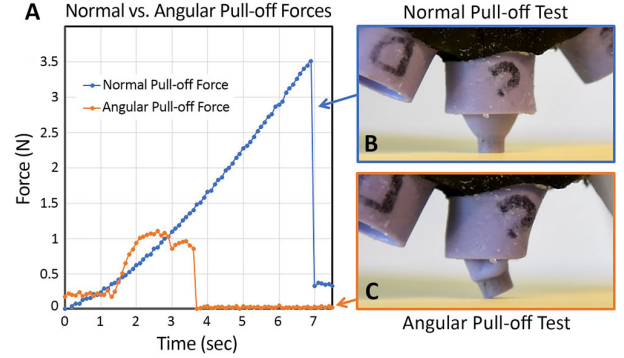 A
Normal vs. Angular Pull-off Forces
Normal Pull-off Test
3.5
3
2.5
2
1.5
1
0.5
0
Force (N)
Normal Pull-off Force
Angular Pull-off Force
0 1 2 3 4 5 6 7
Time (sec)
D
?
B
D
?
C
Angular Pull-off Test